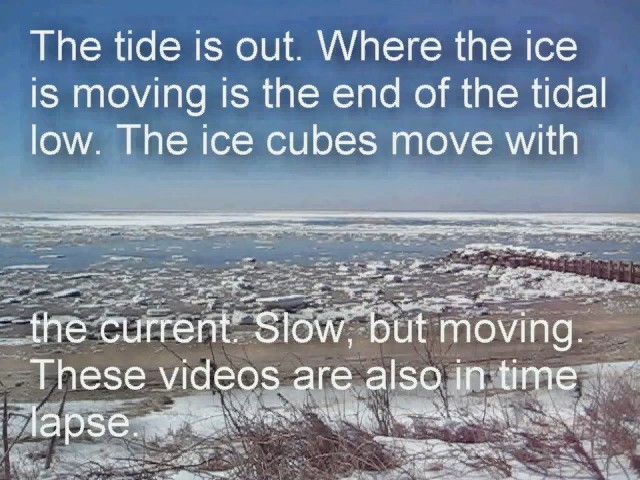 The tide is out. Where the ice
is moving is the end of the tidal
low. The ice cubes move with
the current. Slow, but moving.
These videos are also in time
lapse.